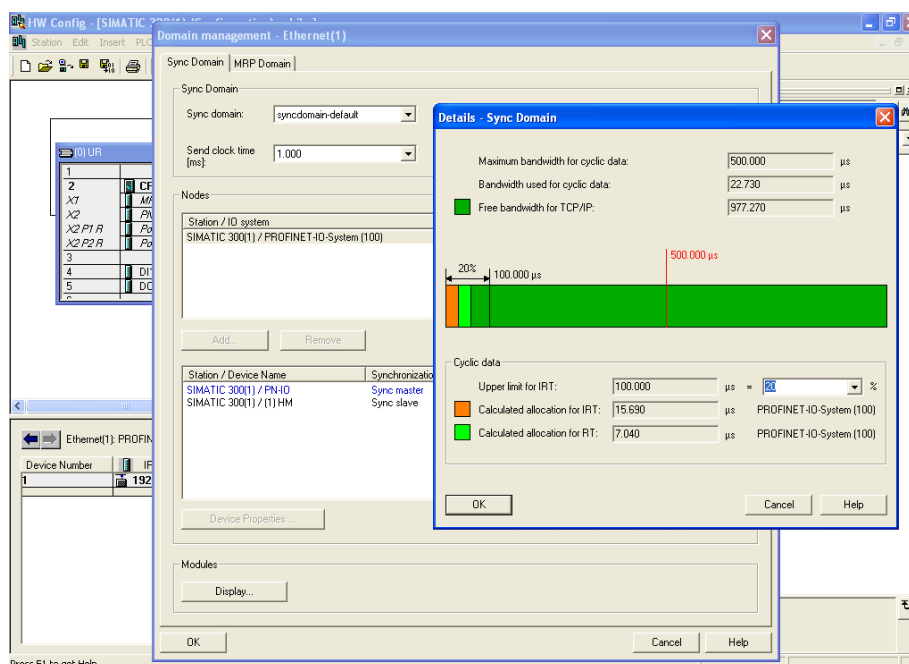 HW Config - [SIMATIC
Station Edit Insert PLC
Domain management - Ethernet(1)
Sync Domain MRP Domain
Sync Domain
Sync domain: syncdomain-default
Send clock time
[ms]: 1.000
Nodes
Station / IO system
SIMATIC 300(1) / PROFINET-IO-System (100)
Add... Remove
Station / Device Name Synchronizatio
SIMATIC 300(1) / PN-IO Sync master
SIMATIC 300(1) / (1) HM Sync slave
Device Properties ...
Modules
Display...
OK Cancel Help
(0) UR
1
2 CP
X1 MP
X2 PN
X2 P1 R Po
X2 P2 R Po
3
4 DI1
5 DO
Ethernet(1): PROFIN
Device Number IP
1 192
Press F1 to get Help.
Details - Sync Domain
Maximum bandwidth for cyclic data: 500.000 µs
Bandwidth used for cyclic data: 22.730 µs
Free bandwidth for TCP/IP: 977.270 µs
500.000 µs
20% 100.000 µs
Cyclic data
Upper limit for IRT: 100.000 µs = 20 %
Calculated allocation for IRT: 15.690 µs PROFINET-IO-System (100)
Calculated allocation for RT: 7.040 µs PROFINET-IO-System (100)
OK Cancel Help